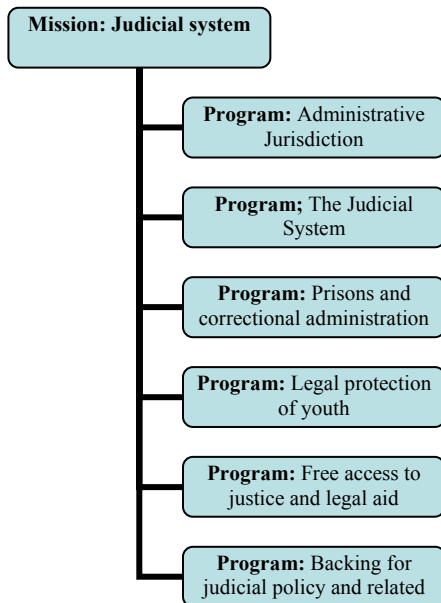 Mission: Judicial system
Program: Administrative
Jurisdiction
Program; The Judicial
System
Program: Prisons and
correctional administration
Program: Legal protection
of youth
Program: Free access to
justice and legal aid
Program: Backing for
judicial policy and related